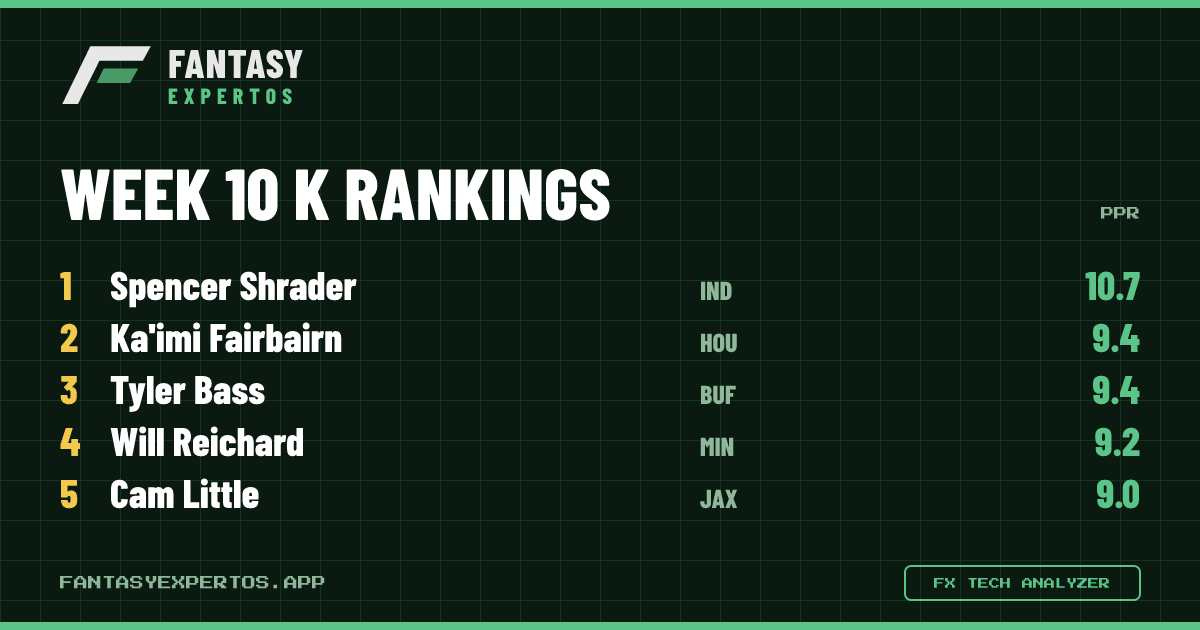 FANTASY
EXPERTOS
WEEK 10 K RANKINGS
PPR
1 Spencer Shrader IND 10.7
2 Ka'imi Fairbairn HOU 9.4
3 Tyler Bass BUF 9.4
4 Will Reichard MIN 9.2
5 Cam Little JAX 9.0
FANTASYEXPERTOS.APP
FX TECH ANALYZER